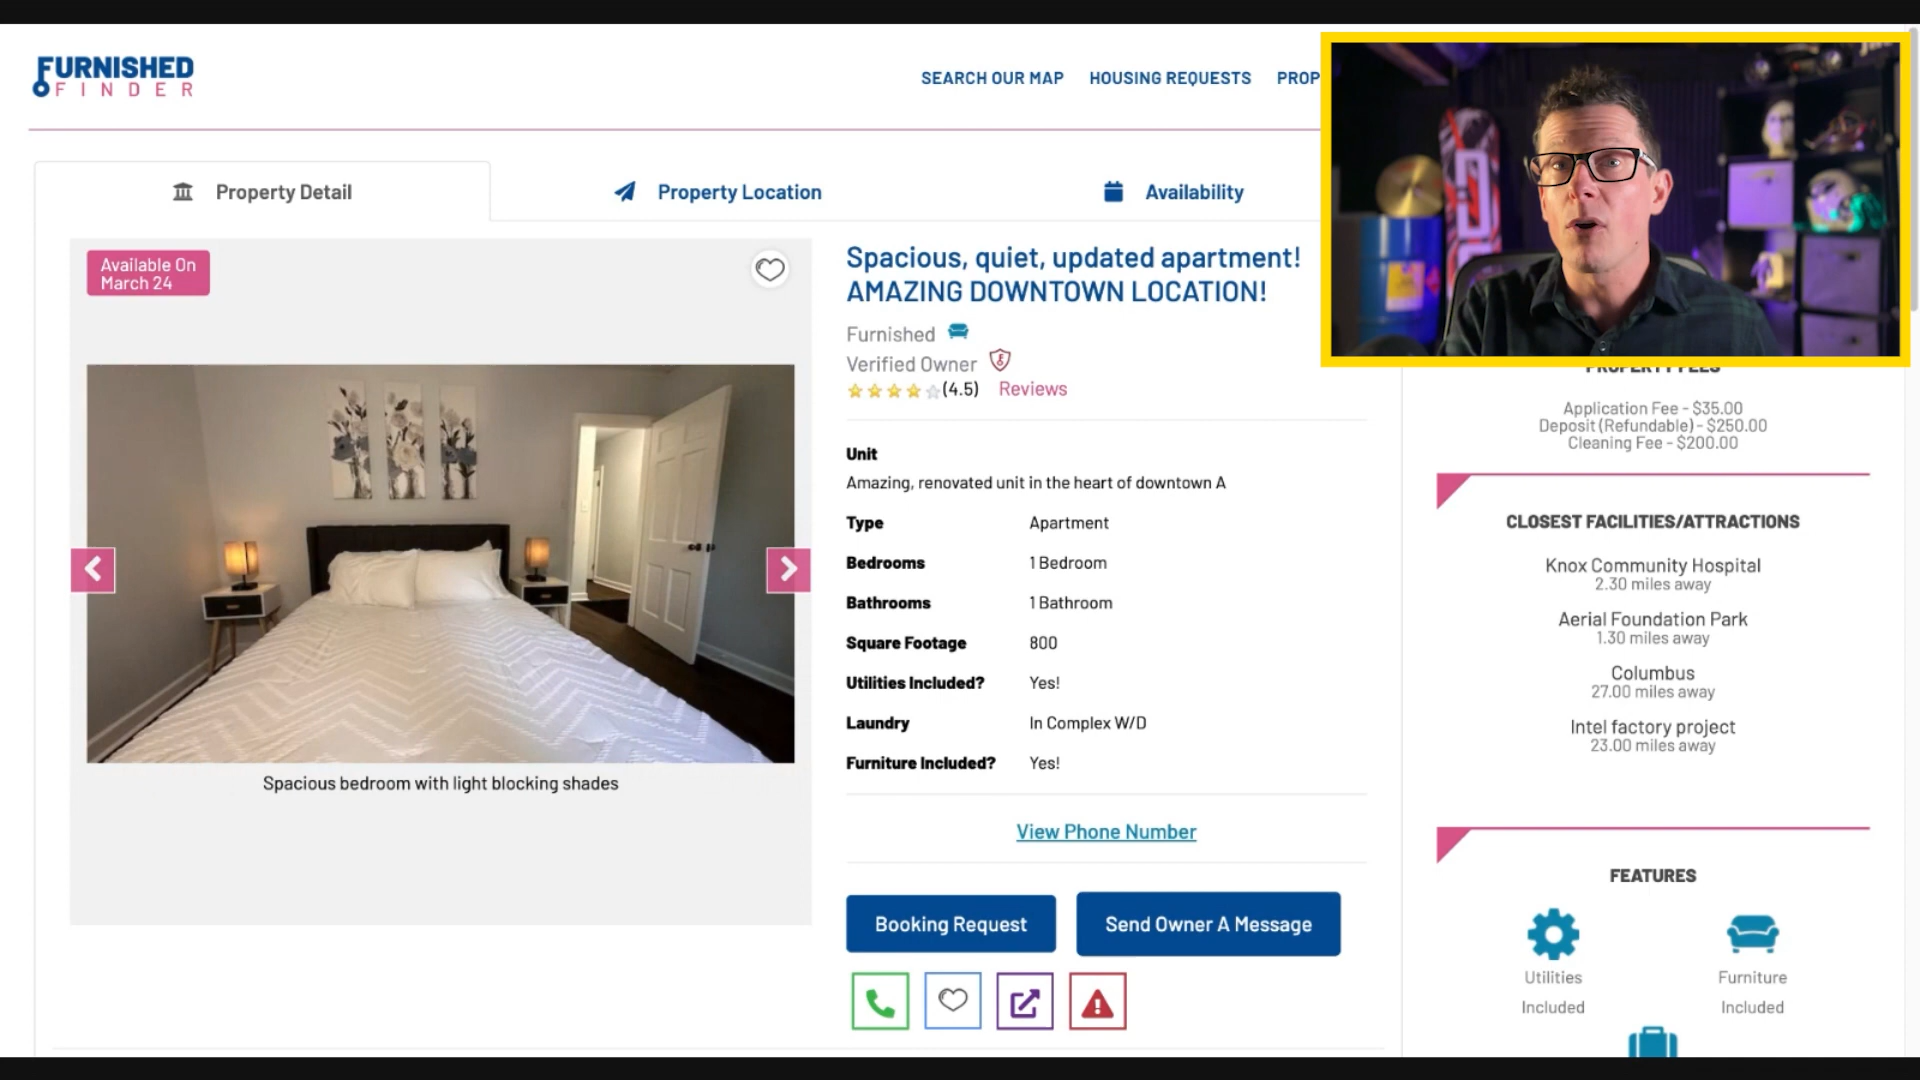 FURNISHED
FINDER
SEARCH OUR MAP
HOUSING REQUESTS
PROP
Property Detail
Property Location
Availability
Available On
March 24
Spacious bedroom with light blocking shades
Spacious, quiet, updated apartment!
AMAZING DOWNTOWN LOCATION!
Furnished
Verified Owner
(4.5) Reviews
Unit
Amazing, renovated unit in the heart of downtown A
Type Apartment
Bedrooms 1 Bedroom
Bathrooms 1 Bathroom
Square Footage 800
Utilities Included? Yes!
Laundry In Complex W/D
Furniture Included? Yes!
View Phone Number
Booking Request
Send Owner A Message
PROPERTY FEES
Application Fee - $35.00
Deposit (Refundable) - $250.00
Cleaning Fee - $200.00
CLOSEST FACILITIES/ATTRACTIONS
Knox Community Hospital
2.30 miles away
Aerial Foundation Park
1.30 miles away
Columbus
27.00 miles away
Intel factory project
23.00 miles away
FEATURES
Utilities
Included
Furniture
Included